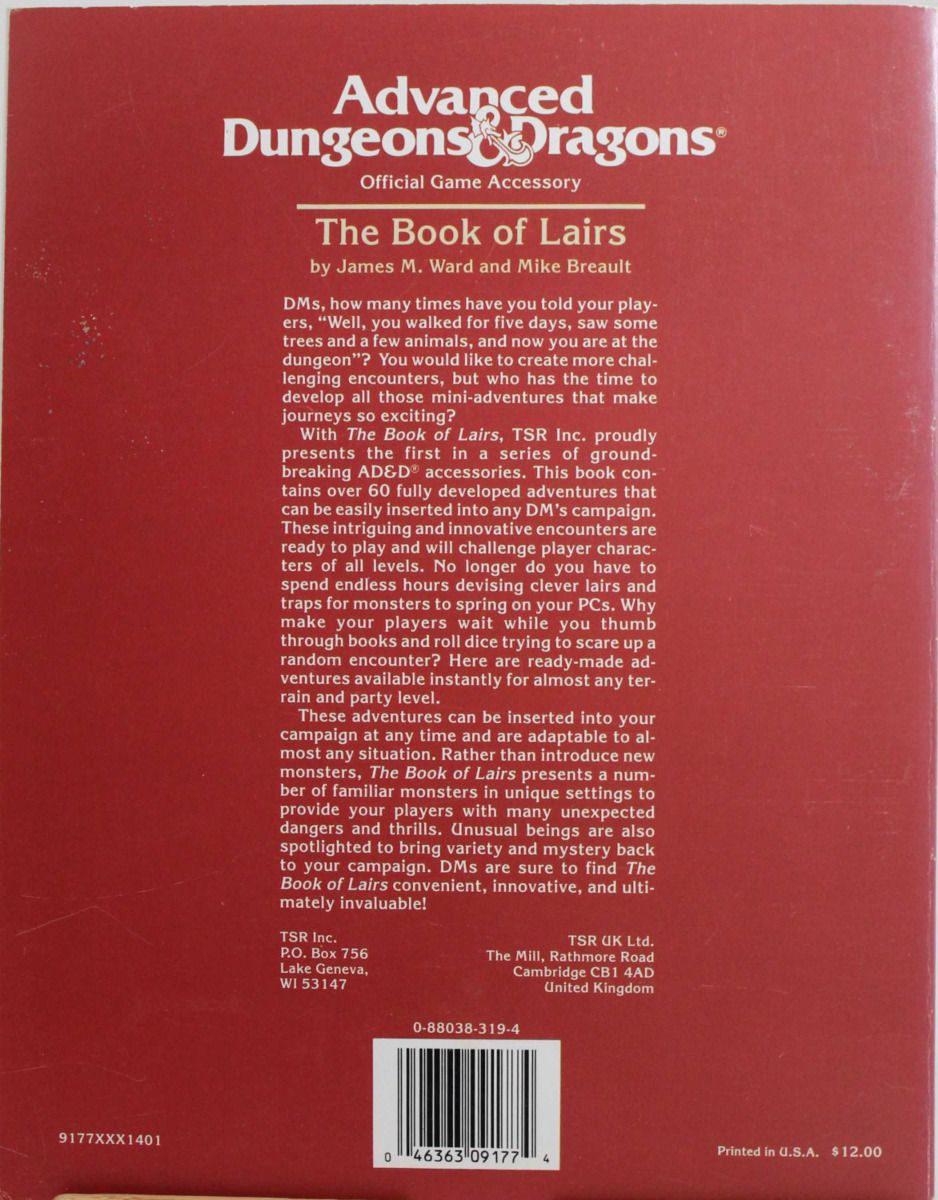 Advanced
Dungeons & Dragons®
Official Game Accessory
The Book of Lairs
by James M. Ward and Mike Breault
DMs, how many times have you told your play-
ers, “Well, you walked for five days, saw some
trees and a few animals, and now you are at the
dungeon”? You would like to create more chal-
lenging encounters, but who has the time to
develop all those mini-adventures that make
journeys so exciting?
With The Book of Lairs, TSR Inc. proudly
presents the first in a series of ground-
breaking AD&D® accessories. This book con-
tains over 60 fully developed adventures that
can be easily inserted into any DM’s campaign.
These intriguing and innovative encounters are
ready to play and will challenge player charac-
ters of all levels. No longer do you have to
spend endless hours devising clever lairs and
traps for monsters to spring on your PCs. Why
make your players wait while you thumb
through books and roll dice trying to scare up a
random encounter? Here are ready-made ad-
ventures available instantly for almost any ter-
rain and party level.
These adventures can be inserted into your
campaign at any time and are adaptable to al-
most any situation. Rather than introduce new
monsters, The Book of Lairs presents a num-
ber of familiar monsters in unique settings to
provide your players with many unexpected
dangers and thrills. Unusual beings are also
spotlighted to bring variety and mystery back
to your campaign. DMs are sure to find The
Book of Lairs convenient, innovative, and ulti-
mately invaluable!
TSR Inc.
P.O. Box 756
Lake Geneva,
WI 53147
TSR UK Ltd.
The Mill, Rathmore Road
Cambridge CB1 4AD
United Kingdom
0-88038-319-4
0 46363 09177 4
9177XXX1401
Printed in U.S.A. $12.00